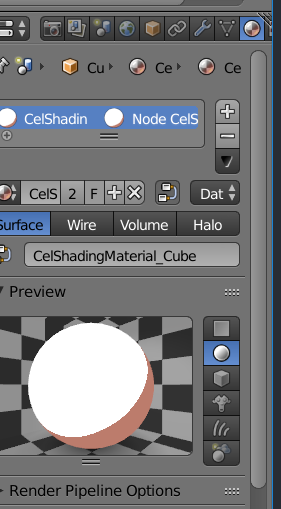 Cu Ce Ce
CelShadin Node CelS
CelS 2 F Dat
Surface Wire Volume Halo
CelShadingMaterial_Cube
Preview
Render Pipeline Options